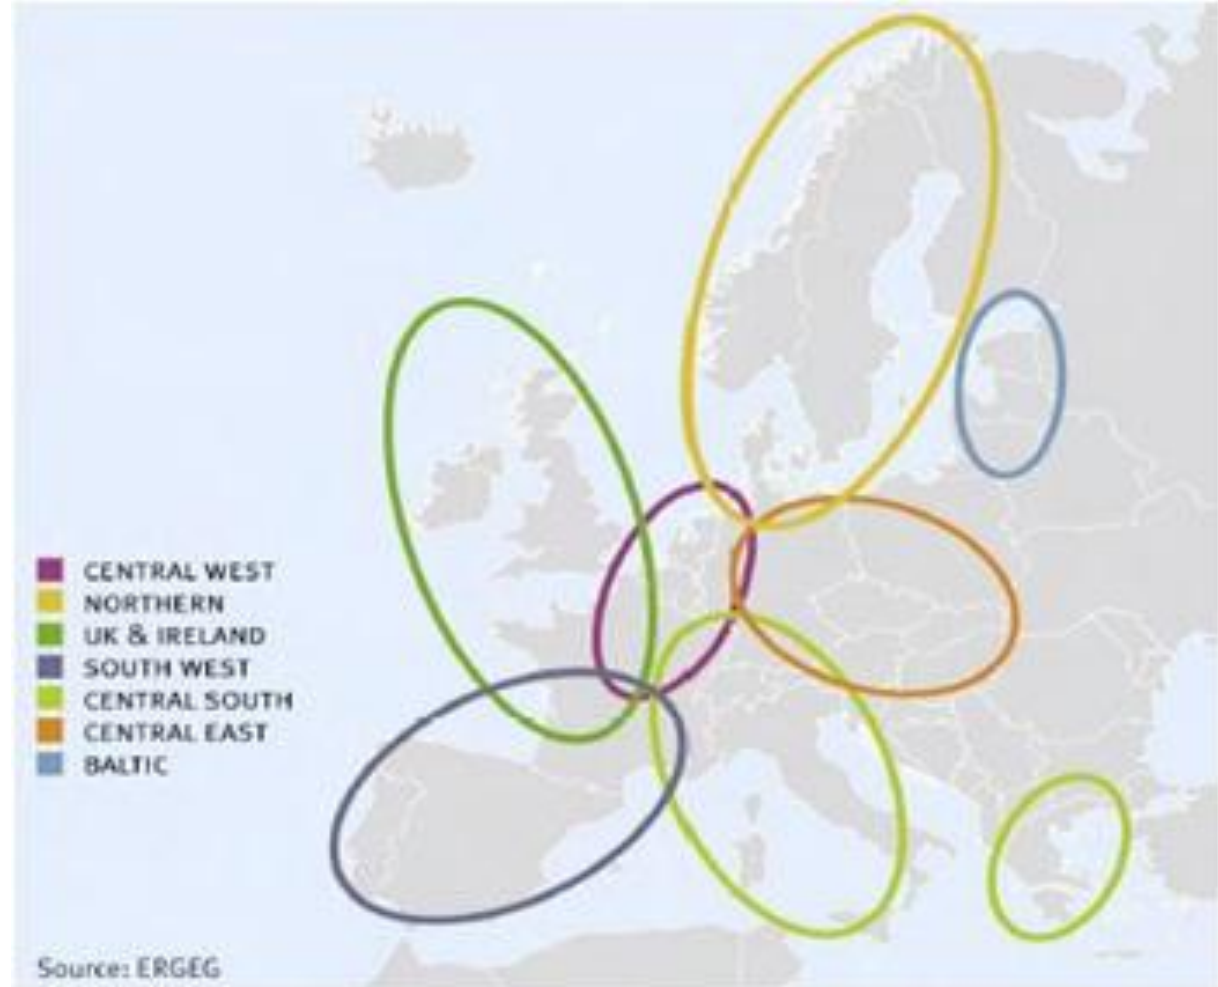 CENTRAL WEST
NORTHERN
UK & IRELAND
SOUTH WEST
CENTRAL SOUTH
CENTRAL EAST
BALTIC
Source: ERGEG